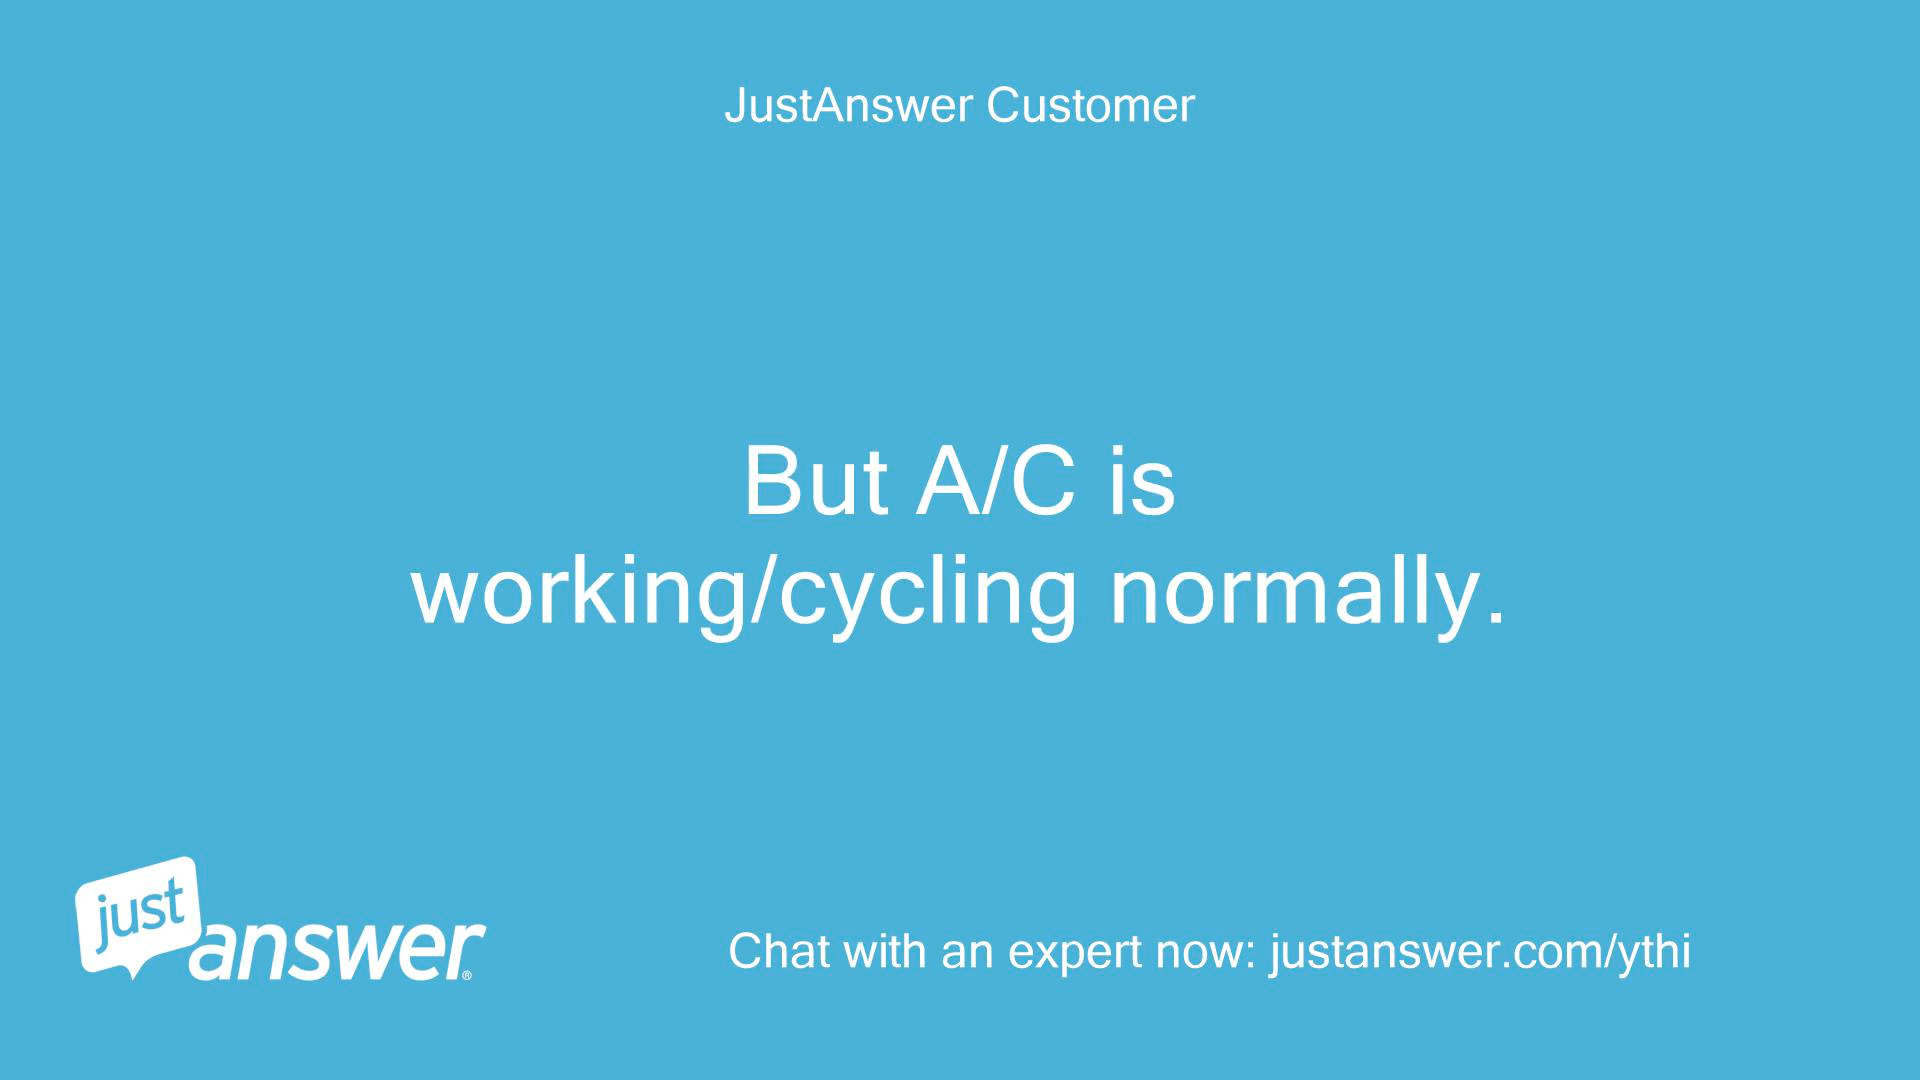 JustAnswer Customer
But A/C is
working/cycling normally.
just
answer®
Chat with an expert now: justanswer.com/ythi